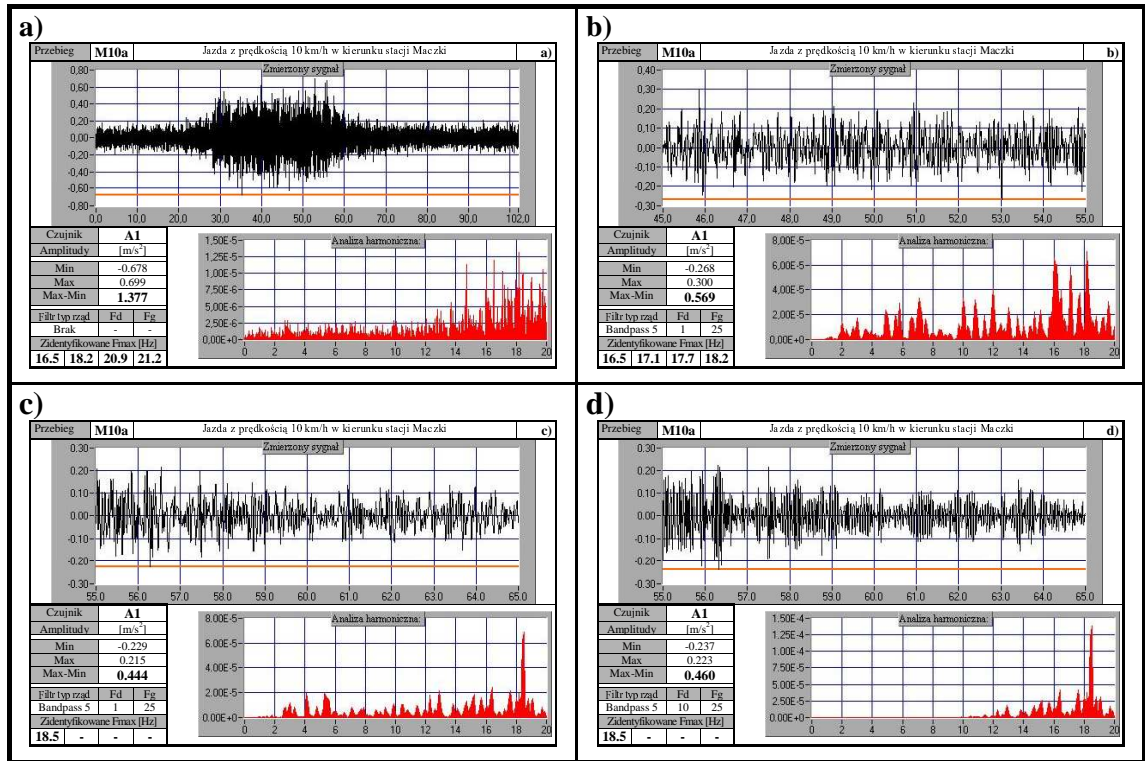 a)
Przebieg M10a Jazda z prędkością 10 km/h w kierunku stacji Maczki a)
Zmierzony sygnał
0,80
0,60
0,40
0,20
0,00
-0,20
-0,40
-0,60
-0,80
0,0 10,0 20,0 30,0 40,0 50,0 60,0 70,0 80,0 90,0 102,0
Czujnik A1
Amplitudy [m/s²]
Min -0.678
Max 0.699
Max-Min 1.377
Filtr typ rząd Fd Fg
Brak - -
Zidentyfikowane Fmax [Hz]
16.5 18.2 20.9 21.2
Analiza harmoniczna:
1,50E-5
1,25E-5
1,00E-5
7,50E-6
5,00E-6
2,50E-6
0,00E+0
0 2 4 6 8 10 12 14 16 18 20
b)
Przebieg M10a Jazda z prędkością 10 km/h w kierunku stacji Maczki b)
Zmierzony sygnał
0,40
0,30
0,20
0,10
0,00
-0,10
-0,20
-0,30
45,0 46,0 47,0 48,0 49,0 50,0 51,0 52,0 53,0 54,0 55,0
Czujnik A1
Amplitudy [m/s²]
Min -0.268
Max 0.300
Max-Min 0.569
Filtr typ rząd Fd Fg
Bandpass 5 1 25
Zidentyfikowane Fmax [Hz]
16.5 17.1 17.7 18.2
Analiza harmoniczna:
8,00E-5
6,00E-5
4,00E-5
2,00E-5
0,00E+0
0 2 4 6 8 10 12 14 16 18 20
c)
Przebieg M10a Jazda z prędkością 10 km/h w kierunku stacji Maczki c)
Zmierzony sygnał
0.30
0.20
0.10
0.00
-0.10
-0.20
-0.30
55.0 56.0 57.0 58.0 59.0 60.0 61.0 62.0 63.0 64.0 65.0
Czujnik A1
Amplitudy [m/s²]
Min -0.229
Max 0.215
Max-Min 0.444
Filtr typ rząd Fd Fg
Bandpass 5 1 25
Zidentyfikowane Fmax [Hz]
18.5 - - -
Analiza harmoniczna:
8.00E-5
6.00E-5
4.00E-5
2.00E-5
0.00E+0
0 2 4 6 8 10 12 14 16 18 20
d)
Przebieg M10a Jazda z prędkością 10 km/h w kierunku stacji Maczki d)
Zmierzony sygnał
0.30
0.20
0.10
0.00
-0.10
-0.20
-0.30
55.0 56.0 57.0 58.0 59.0 60.0 61.0 62.0 63.0 64.0 65.0
Czujnik A1
Amplitudy [m/s²]
Min -0.237
Max 0.223
Max-Min 0.460
Filtr typ rząd Fd Fg
Bandpass 5 10 25
Zidentyfikowane Fmax [Hz]
18.5 - - -
Analiza harmoniczna:
1.50E-4
1.25E-4
1.00E-4
7.50E-5
5.00E-5
2.50E-5
0.00E+0
0 2 4 6 8 10 12 14 16 18 20